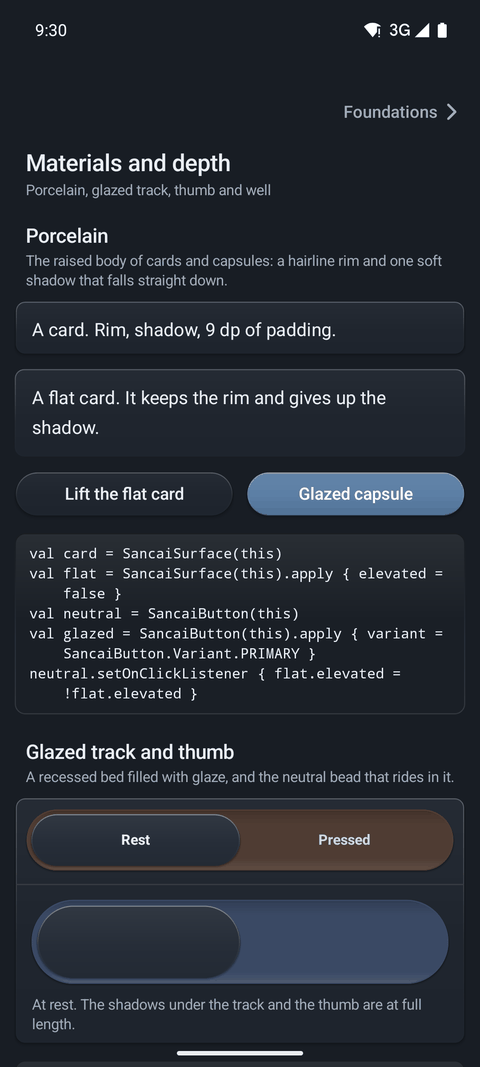 9:30
3G
Foundations
Materials and depth
Porcelain, glazed track, thumb and well
Porcelain
The raised body of cards and capsules: a hairline rim and one soft
shadow that falls straight down.
A card. Rim, shadow, 9 dp of padding.
A flat card. It keeps the rim and gives up the
shadow.
Lift the flat card
Glazed capsule
val card = SancaiSurface(this)
val flat = SancaiSurface(this).apply { elevated =
    false }
val neutral = SancaiButton(this)
val glazed = SancaiButton(this).apply { variant =
    SancaiButton.Variant.PRIMARY }
neutral.setOnClickListener { flat.elevated =
    !flat.elevated }
Glazed track and thumb
A recessed bed filled with glaze, and the neutral bead that rides in it.
Rest
Pressed
At rest. The shadows under the track and the thumb are at full
length.